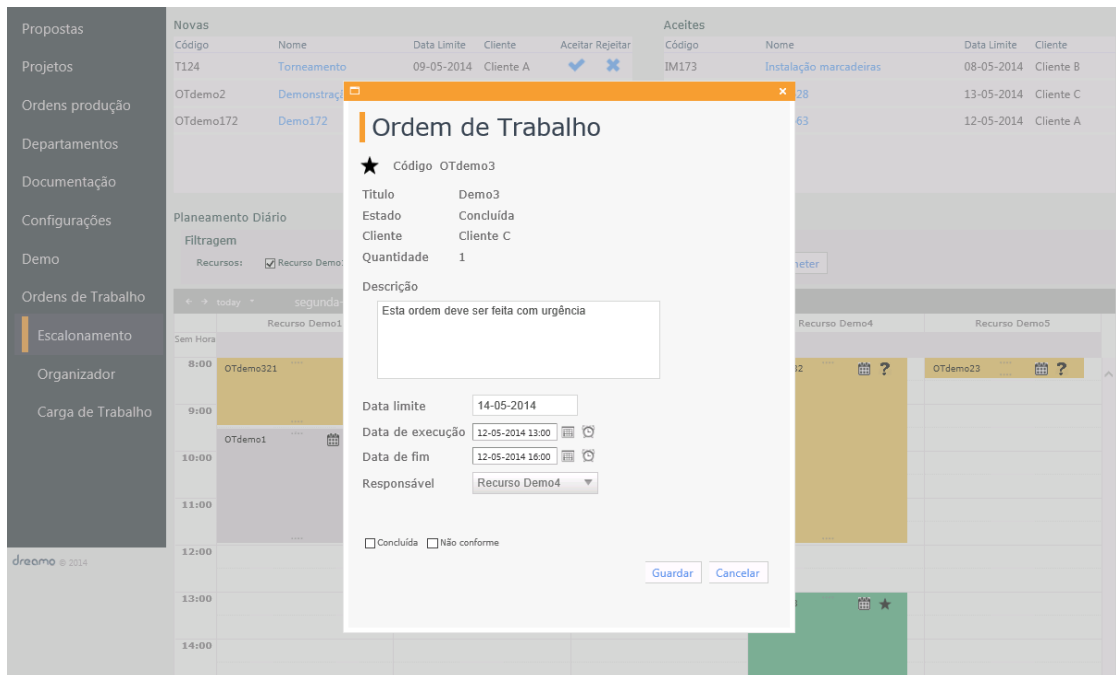 Propostas
Projetos
Ordens produção
Departamentos
Documentação
Configurações
Demo
Ordens de Trabalho
Escalonamento
Organizador
Carga de Trabalho
dreamo © 2014
Novas
Código Nome Data Limite Cliente Aceitar Rejeitar
T124 Torneamento 09-05-2014 Cliente A
OTdemo2
OTdemo172 Demo172
Aceites
Código Nome Data Limite Cliente
IM173 Instalação marcadeiras 08-05-2014 Cliente B
28 13-05-2014 Cliente C
63 12-05-2014 Cliente A
Planeamento Diário
Filtragem
Recursos: Recurso Demo
today segunda-
Recurso Demo1 Recurso Demo4 Recurso Demo5
Sem Hora
8:00 OTdemo321 OTdemo23
9:00
OTdemo1
10:00
11:00
12:00
13:00
14:00
Ordem de Trabalho
Código OTdemo3
Titulo Demo3
Estado Concluída
Cliente Cliente C
Quantidade 1
Descrição
Esta ordem deve ser feita com urgência
Data limite 14-05-2014
Data de execução 12-05-2014 13:00
Data de fim 12-05-2014 16:00
Responsável Recurso Demo4
Concluída Não conforme
Guardar Cancelar